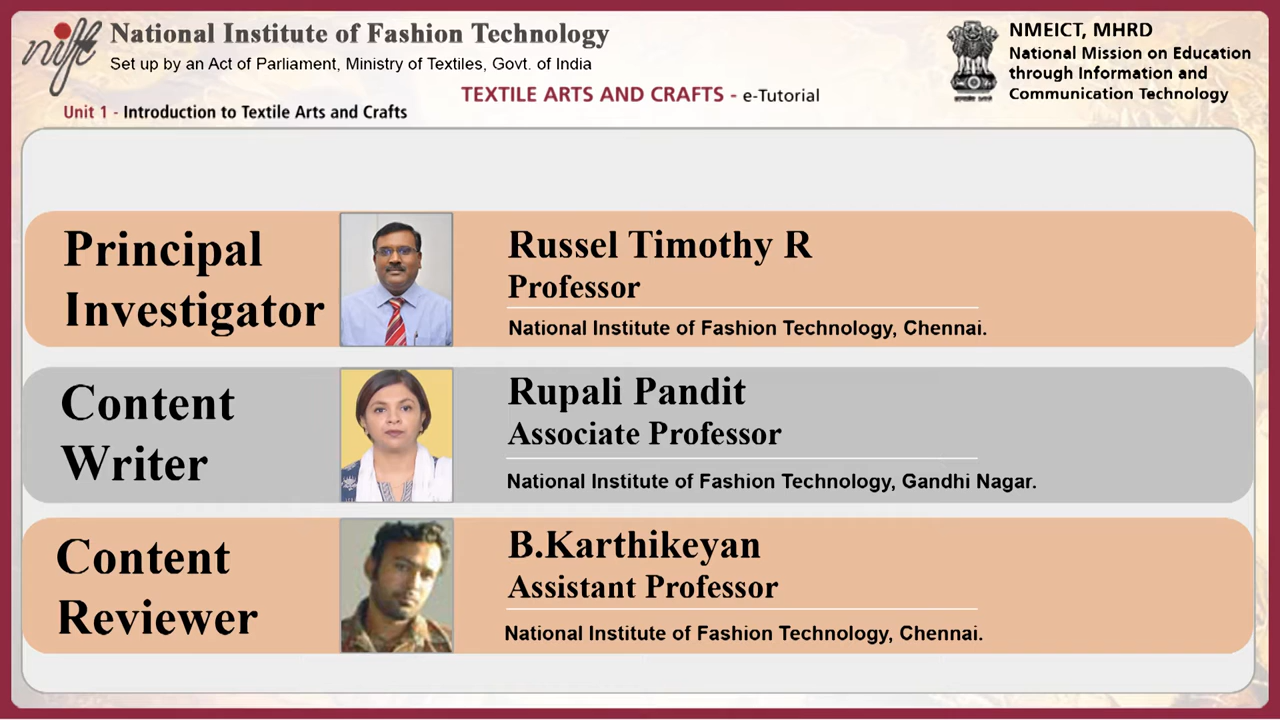 nift
National Institute of Fashion Technology
Set up by an Act of Parliament, Ministry of Textiles, Govt. of India
TEXTILE ARTS AND CRAFTS - e-Tutorial
Unit 1 - Introduction to Textile Arts and Crafts
NMEICT, MHRD
National Mission on Education
through Information and
Communication Technology
Principal
Investigator
Russel Timothy R
Professor
National Institute of Fashion Technology, Chennai.
Content
Writer
Rupali Pandit
Associate Professor
National Institute of Fashion Technology, Gandhi Nagar.
Content
Reviewer
B.Karthikeyan
Assistant Professor
National Institute of Fashion Technology, Chennai.